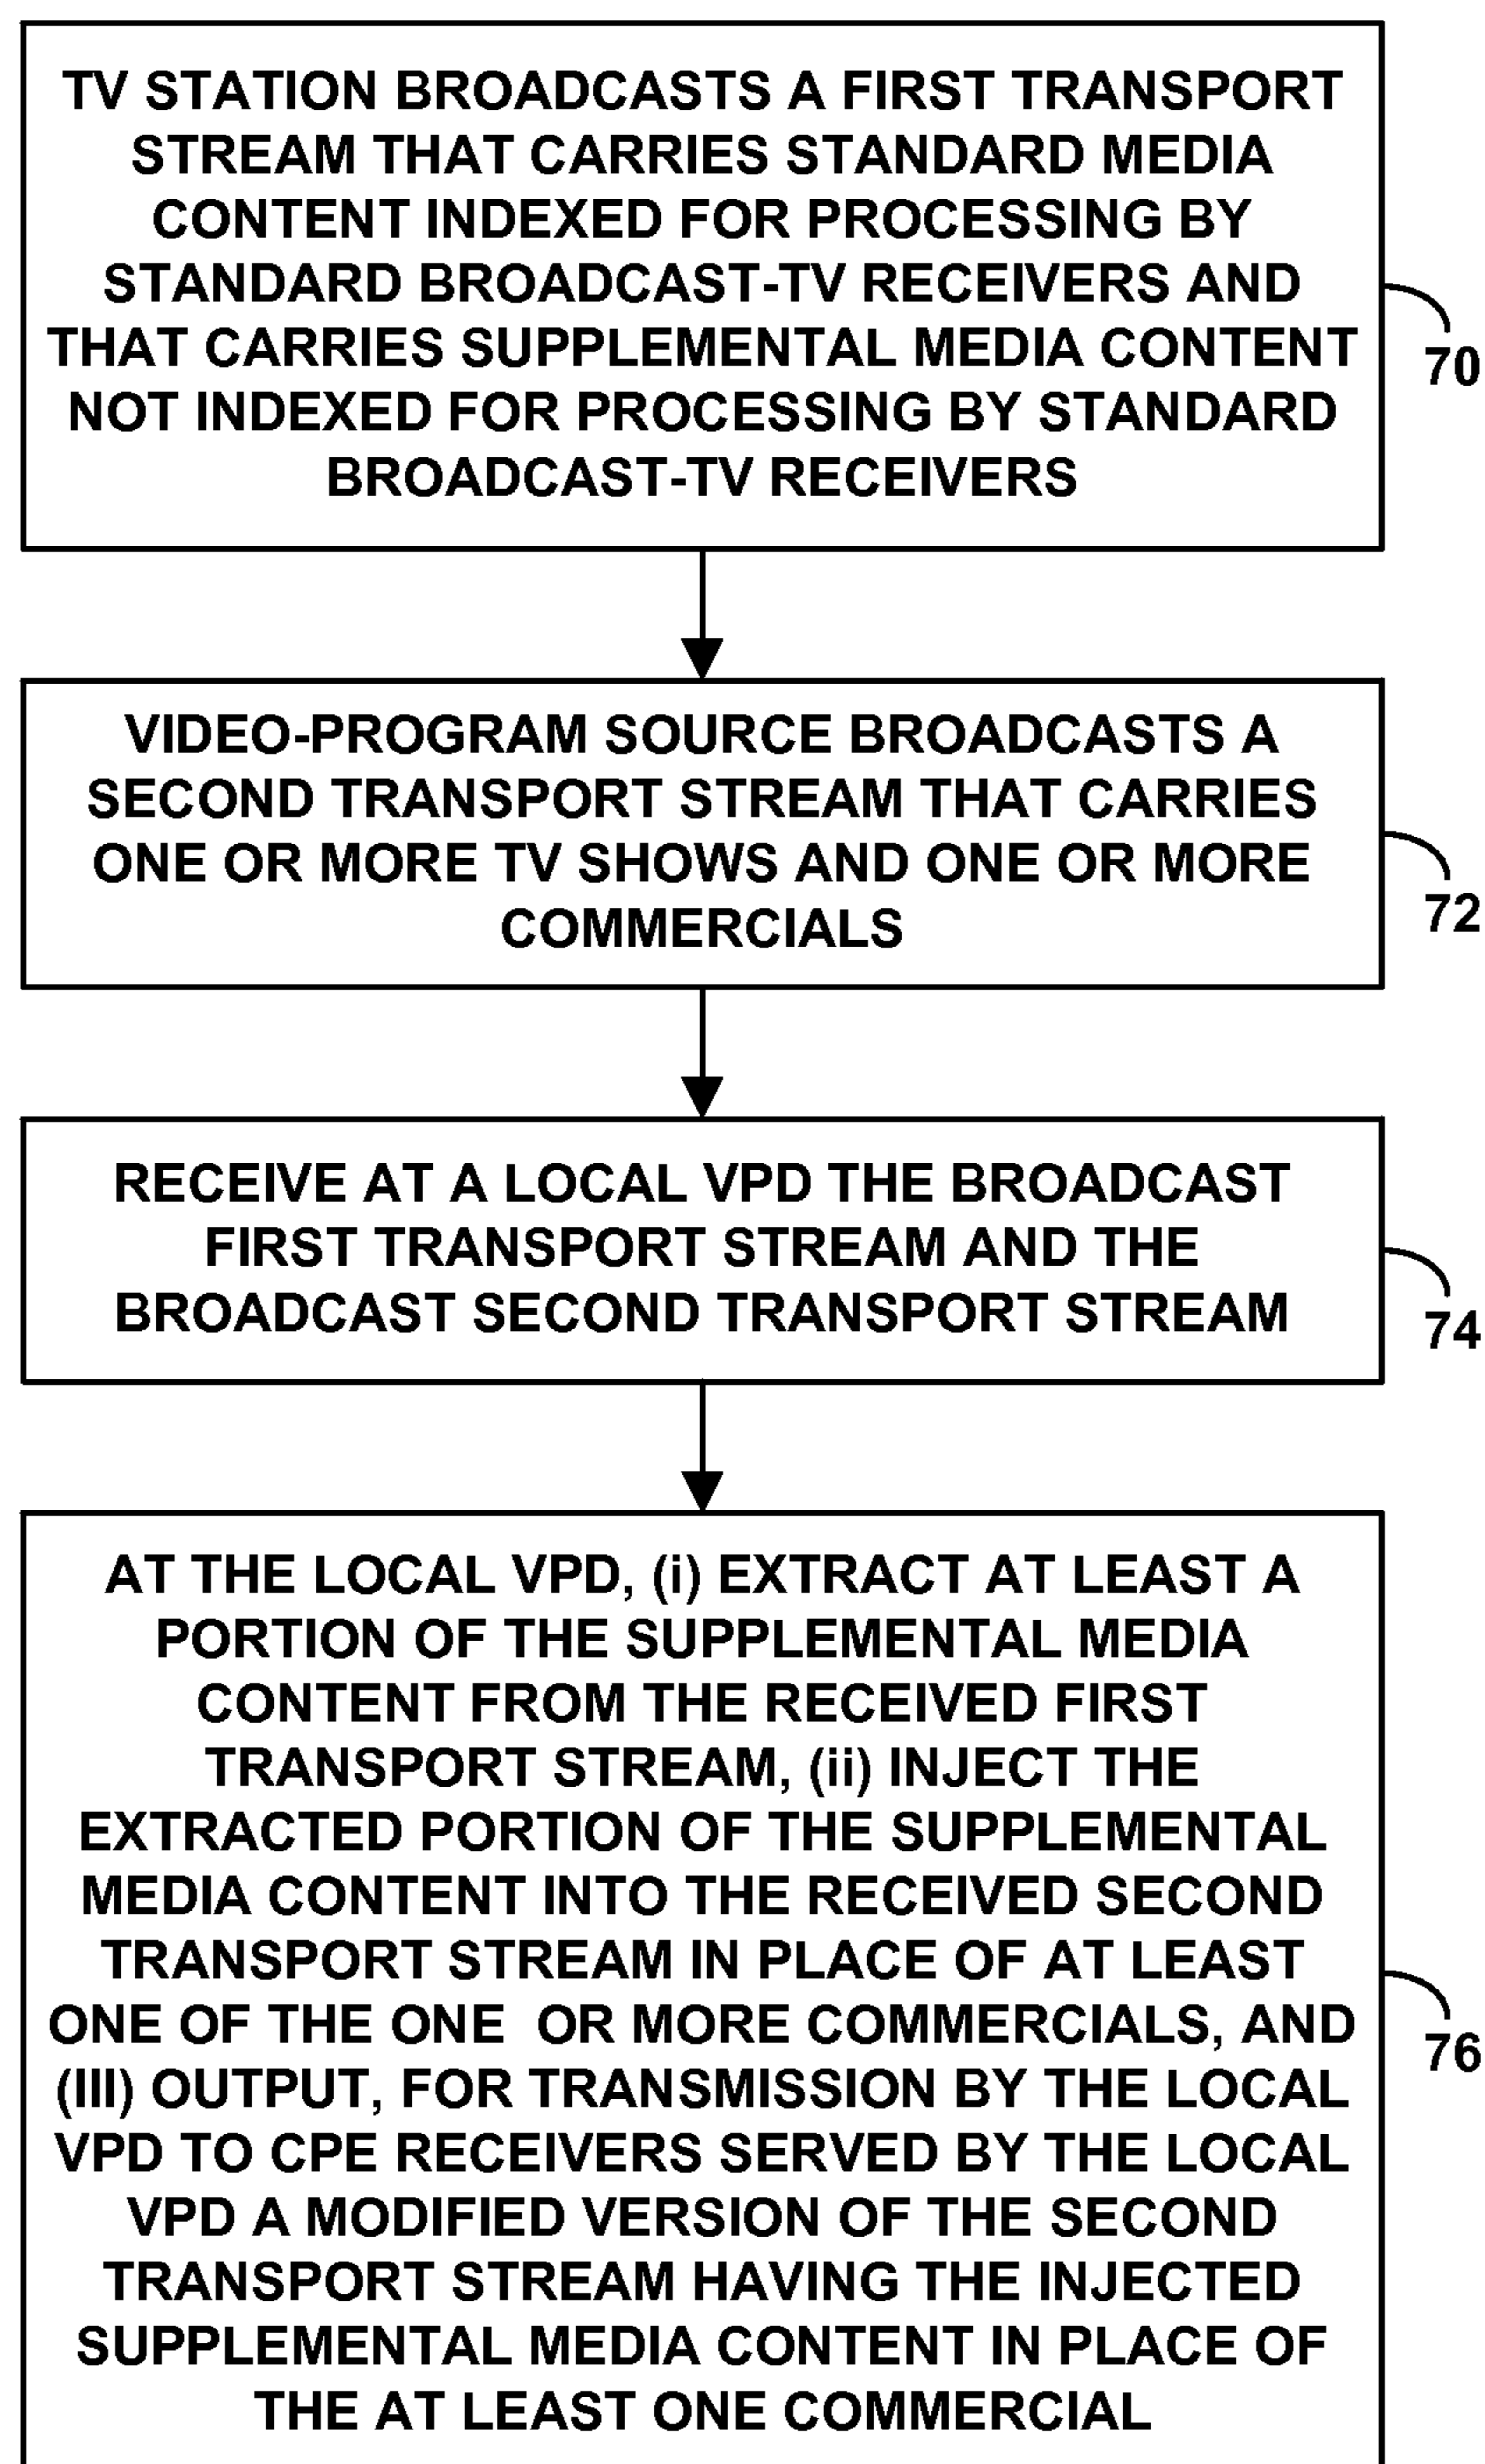 TV STATION BROADCASTS A FIRST TRANSPORT
STREAM THAT CARRIES STANDARD MEDIA
CONTENT INDEXED FOR PROCESSING BY
STANDARD BROADCAST-TV RECEIVERS AND
THAT CARRIES SUPPLEMENTAL MEDIA CONTENT
NOT INDEXED FOR PROCESSING BY STANDARD
BROADCAST-TV RECEIVERS
70
VIDEO-PROGRAM SOURCE BROADCASTS A
SECOND TRANSPORT STREAM THAT CARRIES
ONE OR MORE TV SHOWS AND ONE OR MORE
COMMERCIALS
72
RECEIVE AT A LOCAL VPD THE BROADCAST
FIRST TRANSPORT STREAM AND THE
BROADCAST SECOND TRANSPORT STREAM
74
AT THE LOCAL VPD, (i) EXTRACT AT LEAST A
PORTION OF THE SUPPLEMENTAL MEDIA
CONTENT FROM THE RECEIVED FIRST
TRANSPORT STREAM, (ii) INJECT THE
EXTRACTED PORTION OF THE SUPPLEMENTAL
MEDIA CONTENT INTO THE RECEIVED SECOND
TRANSPORT STREAM IN PLACE OF AT LEAST
ONE OF THE ONE  OR MORE COMMERCIALS, AND
(III) OUTPUT, FOR TRANSMISSION BY THE LOCAL
VPD TO CPE RECEIVERS SERVED BY THE LOCAL
VPD A MODIFIED VERSION OF THE SECOND
TRANSPORT STREAM HAVING THE INJECTED
SUPPLEMENTAL MEDIA CONTENT IN PLACE OF
THE AT LEAST ONE COMMERCIAL
76